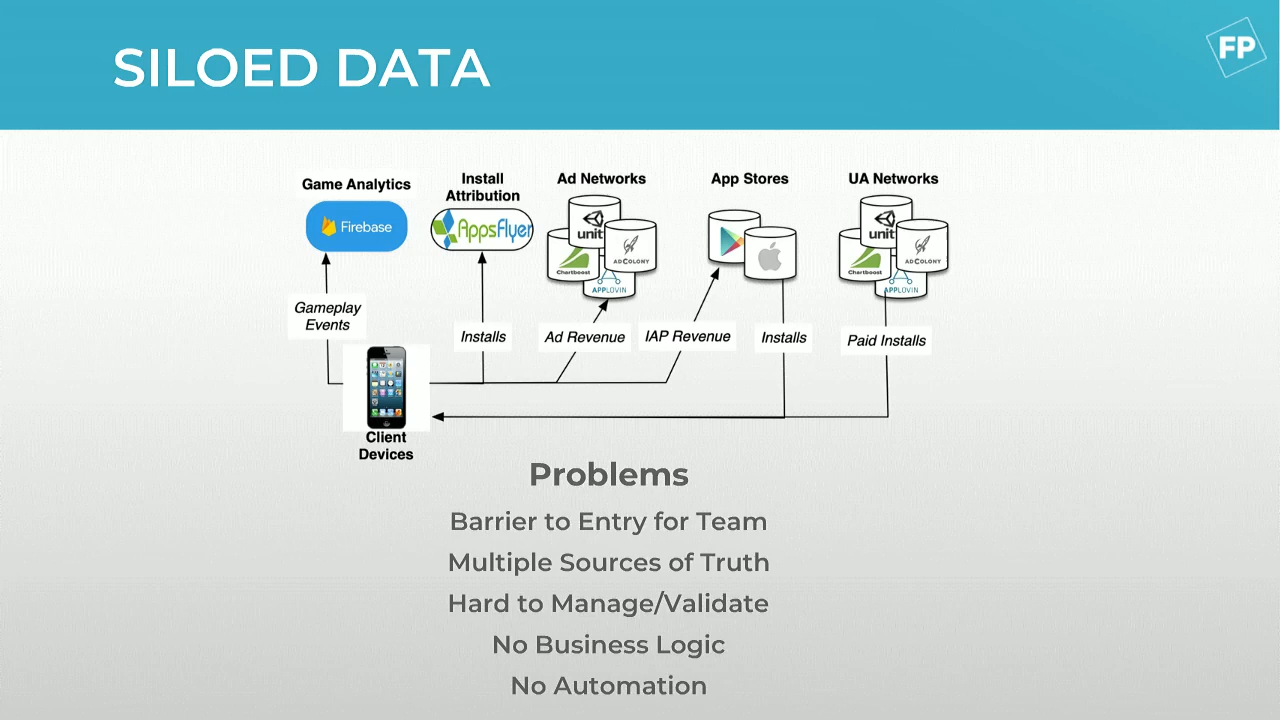 SILOED DATA
FP
Game Analytics
Install
Attribution
Ad Networks
App Stores
UA Networks
Firebase
AppsFlyer
unit
Chartboost
ADCOLONY
APPLOVIN
unit
Chartboost
ADCOLONY
APPLOVIN
Gameplay
Events
Installs
Ad Revenue
IAP Revenue
Installs
Paid Installs
Client
Devices
Problems
Barrier to Entry for Team
Multiple Sources of Truth
Hard to Manage/Validate
No Business Logic
No Automation